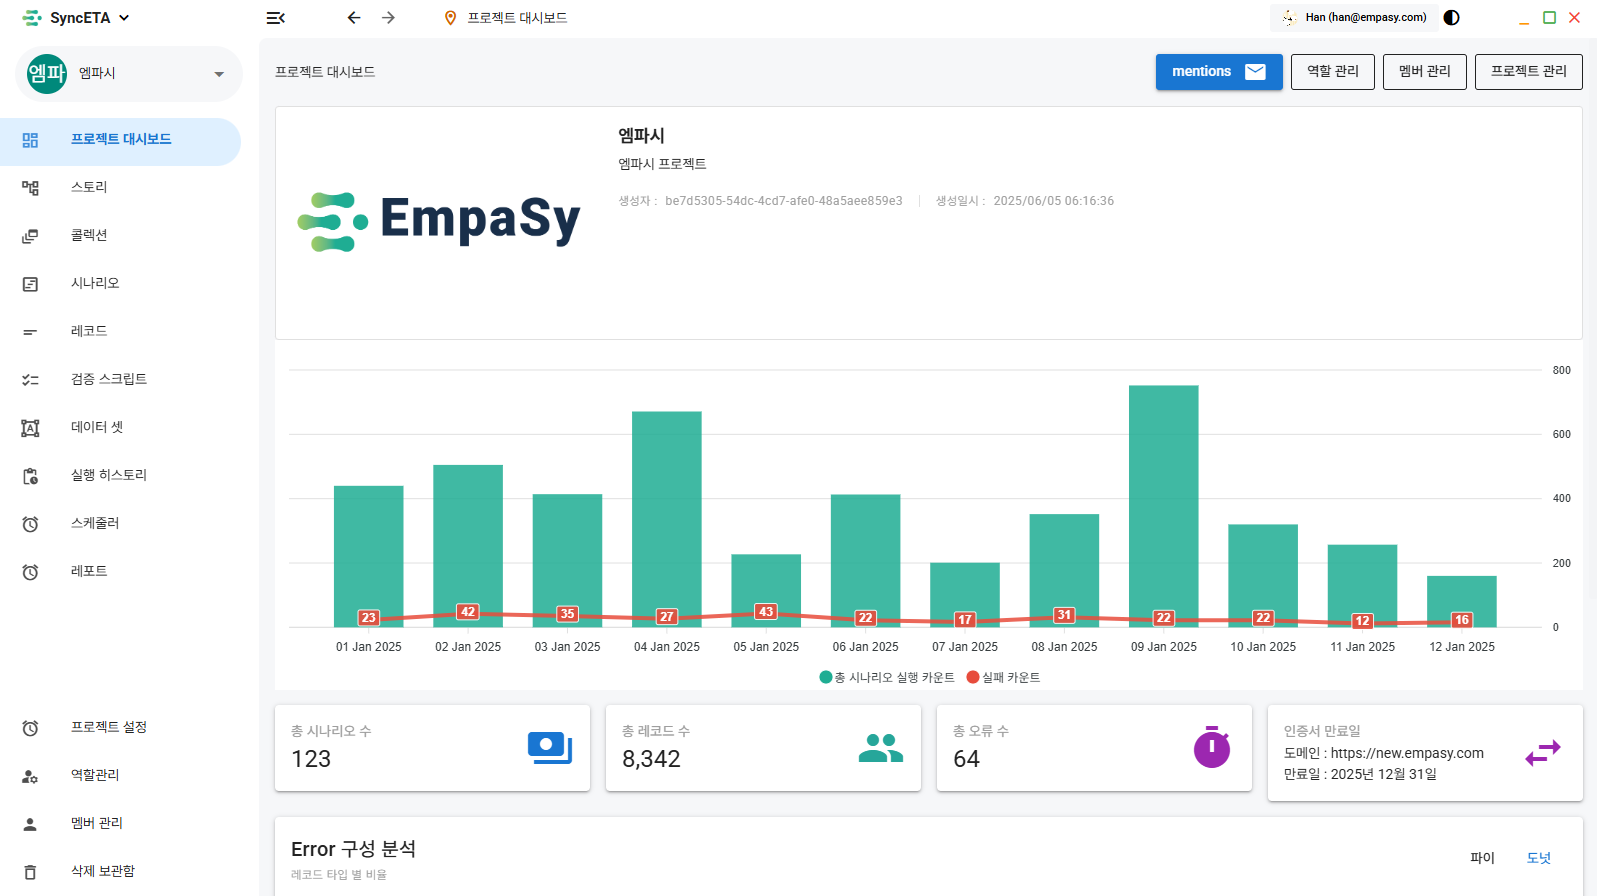 SyncETA
프로젝트 대시보드
Han (han@empasy.com)
엠파
엠파시
프로젝트 대시보드
스토리
콜렉션
시나리오
레코드
검증 스크립트
데이터 셋
실행 히스토리
스케줄러
레포트
프로젝트 설정
역할관리
멤버 관리
삭제 보관함
프로젝트 대시보드
mentions
역할 관리
멤버 관리
프로젝트 관리
EmpaSy
엠파시
엠파시 프로젝트
생성자 : be7d5305-54dc-4cd7-afe0-48a5aee859e3
생성일시 : 2025/06/05 06:16:36
800
600
400
200
0
23 42 35 27 43 22 17 31 22 22 12 16
01 Jan 2025 02 Jan 2025 03 Jan 2025 04 Jan 2025 05 Jan 2025 06 Jan 2025 07 Jan 2025 08 Jan 2025 09 Jan 2025 10 Jan 2025 11 Jan 2025 12 Jan 2025
총 시나리오 실행 카운트 실패 카운트
총 시나리오 수
123
총 레코드 수
8,342
총 오류 수
64
인증서 만료일
도메인 : https://new.empasy.com
만료일 : 2025년 12월 31일
Error 구성 분석
레코드 타입 별 비율
파이
도넛